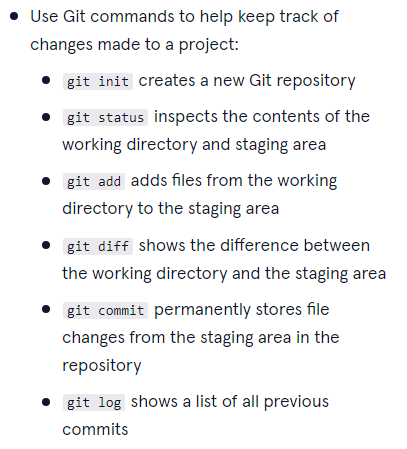 Use Git commands to help keep track of
changes made to a project:
git init creates a new Git repository
git status inspects the contents of the
working directory and staging area
git add adds files from the working
directory to the staging area
git diff shows the difference between
the working directory and the staging area
git commit permanently stores file
changes from the staging area in the
repository
git log shows a list of all previous
commits